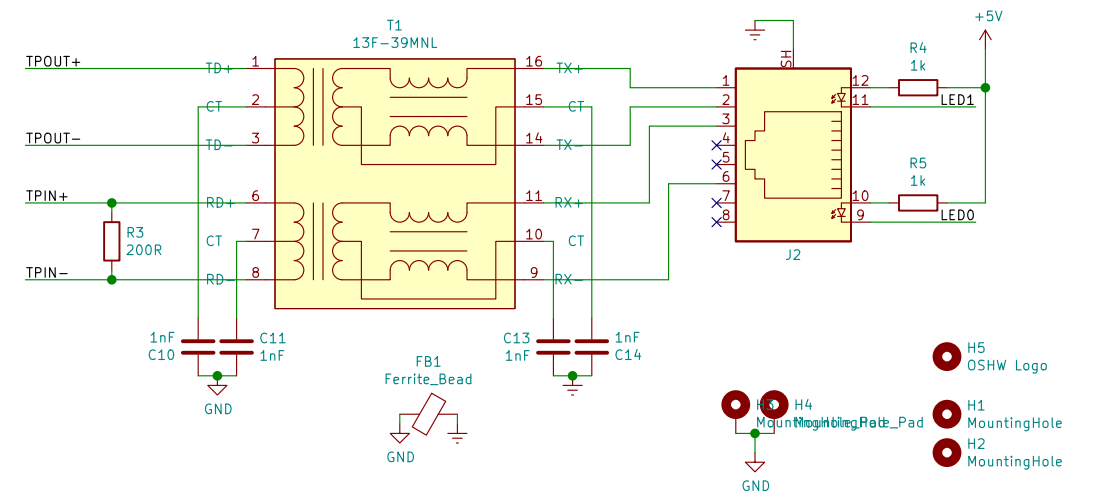 T1
13F-39MNL
TPOUT+
TD+
1
16
TX+
2
CT
15
CT
TPOUT-
TD-
3
14
TX-
TPIN+
RD+
6
11
RX+
R3
200R
CT
7
10
CT
TPIN-
RD-
8
9
RX-
1nF
C10
C11
1nF
GND
C13
1nF
1nF
C14
FB1
Ferrite_Bead
GND
+5V
SH
1
2
3
4
5
6
7
8
12
11
10
9
J2
R4
1k
LED1
R5
1k
LED0
H3
MountingHole_Pad
H4
MountingHole_Pad
GND
H5
OSHW Logo
H1
MountingHole
H2
MountingHole